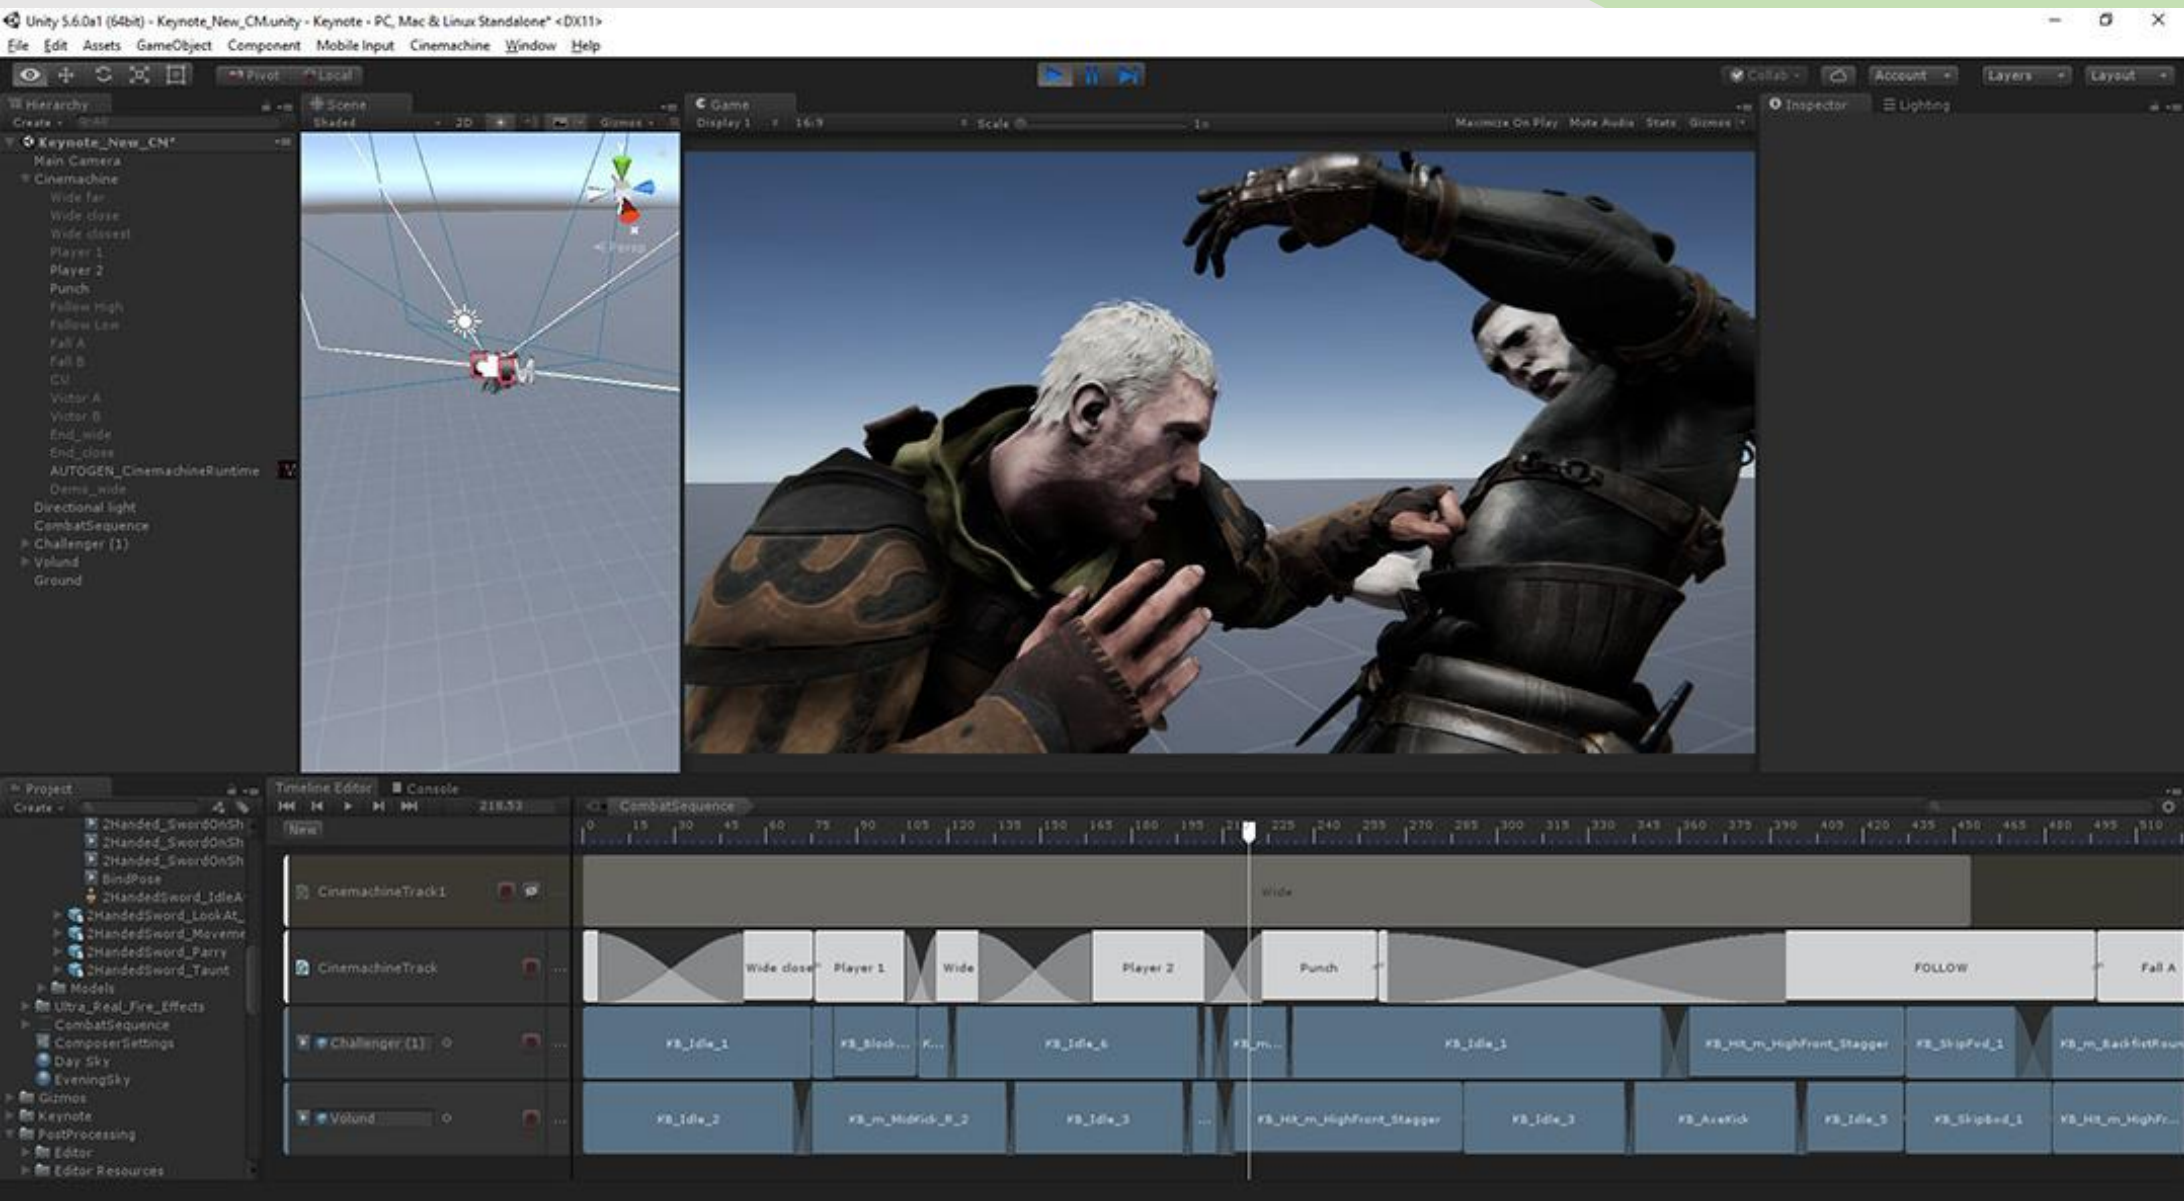 Unity 5.6.0a1 (64bit) - Keynote_New_CM.unity - Keynote - PC, Mac & Linux Standalone* <DX11>
File Edit Assets GameObject Component Mobile Input Cinemachine Window Help
Pivot Local
Collab Account Layers Layout
Hierarchy
Create
Keynote_New_CM*
Main Camera
Cinemachine
Wide far
Wide close
Wide closest
Player 1
Player 2
Punch
Follow High
Follow Low
Fall A
Fall B
CU
Victor A
Victor B
End_wide
End_close
AUTOGEN_CinemachineRuntime
Demo_wide
Directional light
CombatSequence
Challenger (1)
Volund
Ground
Scene
Shaded 2D Gizmos
Persp
Game
Display 1 16:9 Scale 1x Maximize On Play Mute Audio Stats Gizmos
Inspector Lighting
Project
Create
2Handed_SwordOnSh
2Handed_SwordOnSh
2Handed_SwordOnSh
BindPose
2HandedSword_IdleA
2HandedSword_LookAt_
2HandedSword_Moveme
2HandedSword_Parry
2HandedSword_Taunt
Models
Ultra_Real_Fire_Effects
CombatSequence
ComposerSettings
Day Sky
EveningSky
Gizmos
Keynote
PostProcessing
Editor
Editor Resources
Timeline Editor Console
218.53 CombatSequence
New
0 15 30 45 60 75 90 105 120 135 150 165 180 195 225 240 255 270 285 300 315 330 345 360 375 390 405 420 435 450 465 480 495 510
CinemachineTrack1 Wide
CinemachineTrack Wide close Player 1 Wide Player 2 Punch FOLLOW Fall A
Challenger (1) KB_Idle_1 KB_Block... K... KB_Idle_6 KB_m... KB_Idle_1 KB_Hit_m_HighFront_Stagger KB_SkipFwd_1 KB_m_BackfistRoun
Volund KB_Idle_2 KB_m_MidKick_R_2 KB_Idle_3 ... KB_Hit_m_HighFront_Stagger KB_Idle_3 KB_AxeKick KB_Idle_5 KB_SkipBwd_1 KB_Hit_m_HighFr...